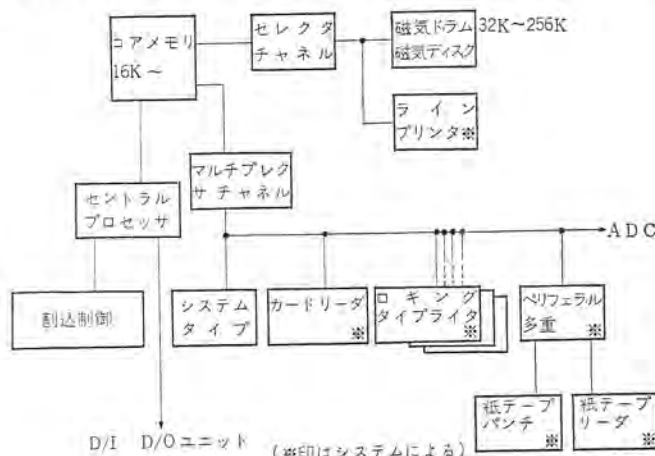 コアメモリ
16K～
セレクタ
チャネル
磁気ドラム
磁気ディスク
32K～256K
ライン
プリンタ※
マルチプレク
サチャネル
セントラル
プロセッサ
ADC
割込制御
システム
タイプ
カードリーダ
※
ロギング
タイプライタ
※
ペリフェラル
多重 ※
紙テープ
パンチ ※
紙テープ
リーダ ※
D/I D/Oユニット
(※印はシステムによる)